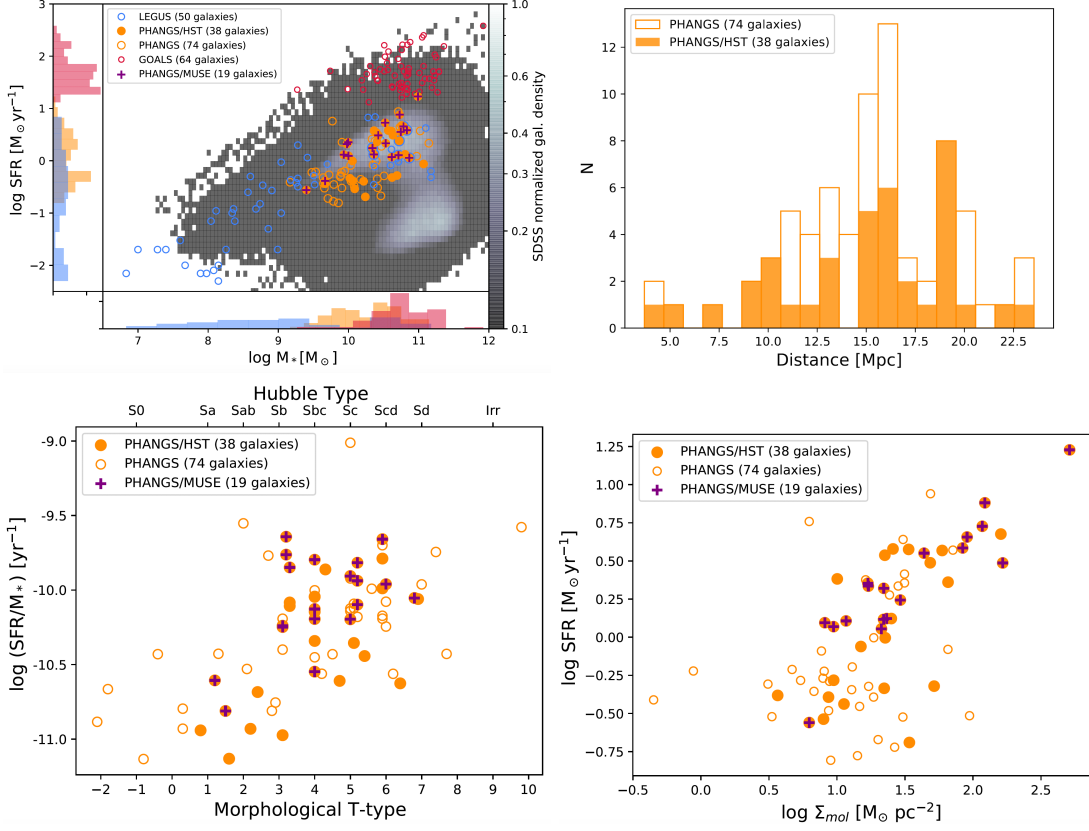 LEGUS (50 galaxies)
PHANGS/HST (38 galaxies)
PHANGS (74 galaxies)
GOALS (64 galaxies)
PHANGS/MUSE (19 galaxies)
3
2
1
0
−1
−2
log SFR [M⊙yr⁻¹]
7
8
9
10
11
12
log M* [M⊙]
1.0
0.6
0.4
0.3
0.2
0.1
SDSS normalized gal. density
PHANGS (74 galaxies)
PHANGS/HST (38 galaxies)
12
10
8
6
4
2
0
N
5.0
7.5
10.0
12.5
15.0
17.5
20.0
22.5
Distance [Mpc]
Hubble Type
S0
Sa
Sab
Sb
Sbc
Sc
Scd
Sd
Irr
PHANGS/HST (38 galaxies)
PHANGS (74 galaxies)
PHANGS/MUSE (19 galaxies)
-9.0
-9.5
-10.0
-10.5
-11.0
log (SFR/M*) [yr⁻¹]
−2
−1
0
1
2
3
4
5
6
7
8
9
10
Morphological T-type
PHANGS/HST (38 galaxies)
PHANGS (74 galaxies)
PHANGS/MUSE (19 galaxies)
1.25
1.00
0.75
0.50
0.25
0.00
−0.25
−0.50
−0.75
log SFR [M⊙ yr⁻¹]
−0.5
0.0
0.5
1.0
1.5
2.0
2.5
log Σmol [M⊙ pc⁻²]